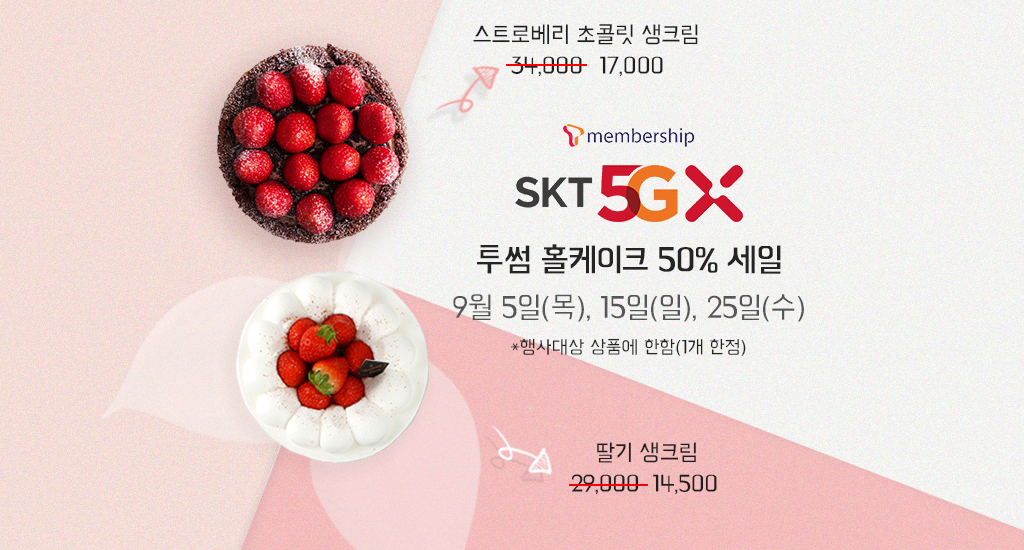 스트로베리 초콜릿 생크림
34,000 17,000
membership
SKT 5GX
투썸 홀케이크 50% 세일
9월 5일(목), 15일(일), 25일(수)
*행사대상 상품에 한함(1개 한정)
딸기 생크림
29,000 14,500